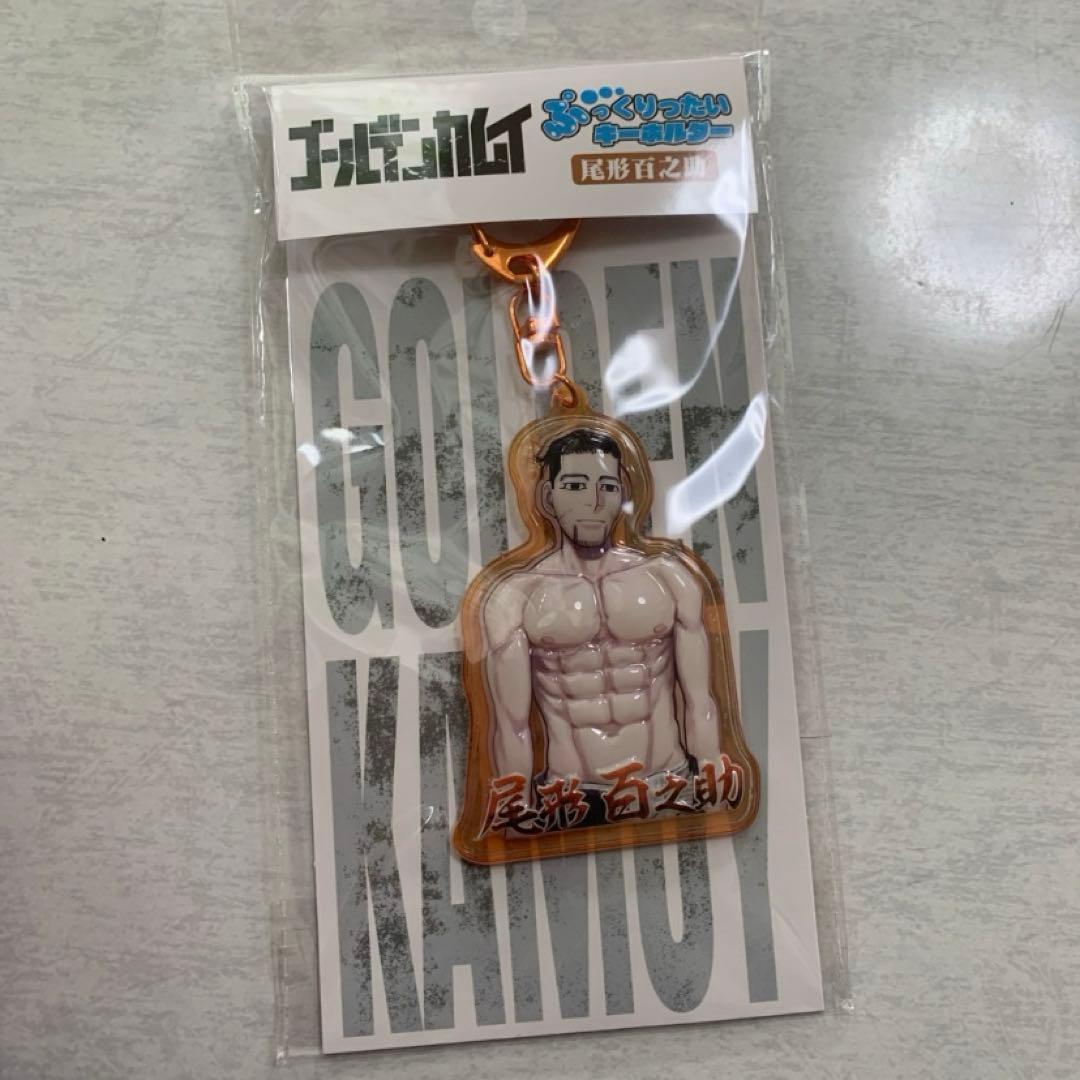 ゴールデンカムイ
ぷっくりったい
キーホルダー
尾形百之助
GOLDEN
KAMUY
尾形百之助